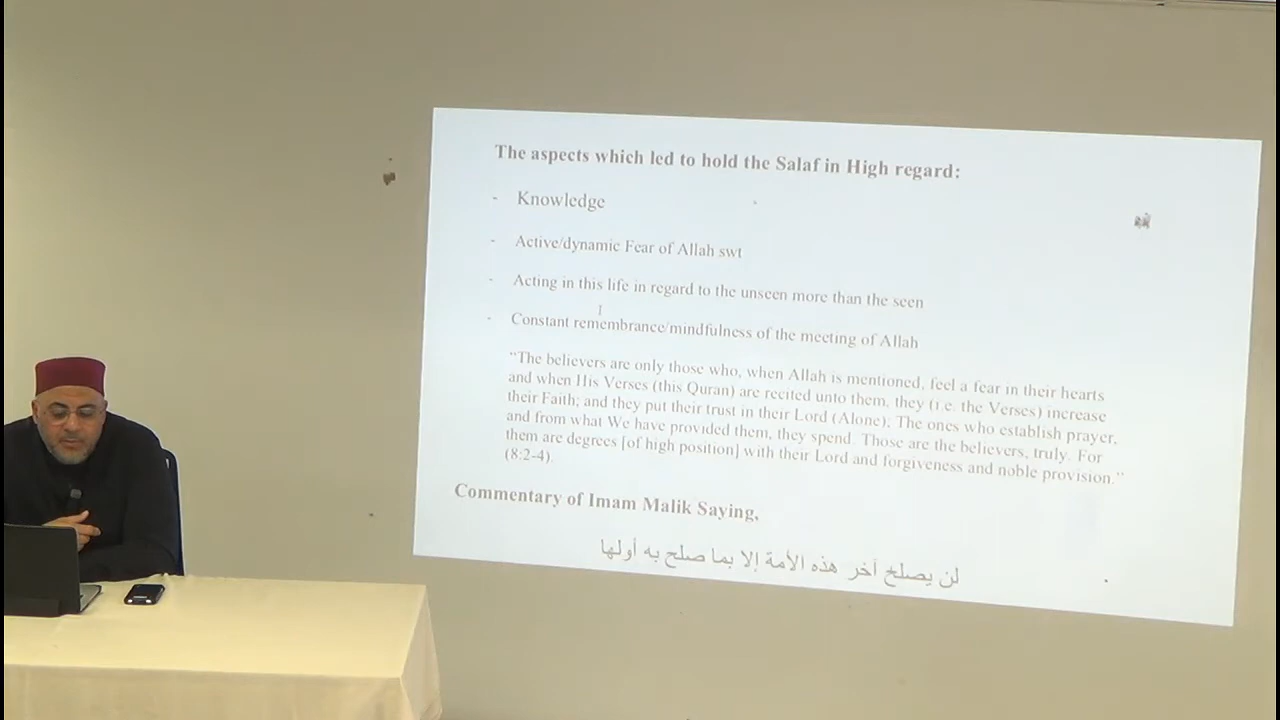 The aspects which led to hold the Salaf in High regard:
- Knowledge
- Active/dynamic Fear of Allah swt
- Acting in this life in regard to the unseen more than the seen
- Constant remembrance/mindfulness of the meeting of Allah
“The believers are only those who, when Allah is mentioned, feel a fear in their hearts
and when His Verses (this Quran) are recited unto them, they (i.e. the Verses) increase
their Faith; and they put their trust in their Lord (Alone); The ones who establish prayer,
and from what We have provided them, they spend. Those are the believers, truly. For
them are degrees [of high position] with their Lord and forgiveness and noble provision.”
(8:2-4).
Commentary of Imam Malik Saying,
لن يصلح آخر هذه الأمة إلا بما صلح به أولها